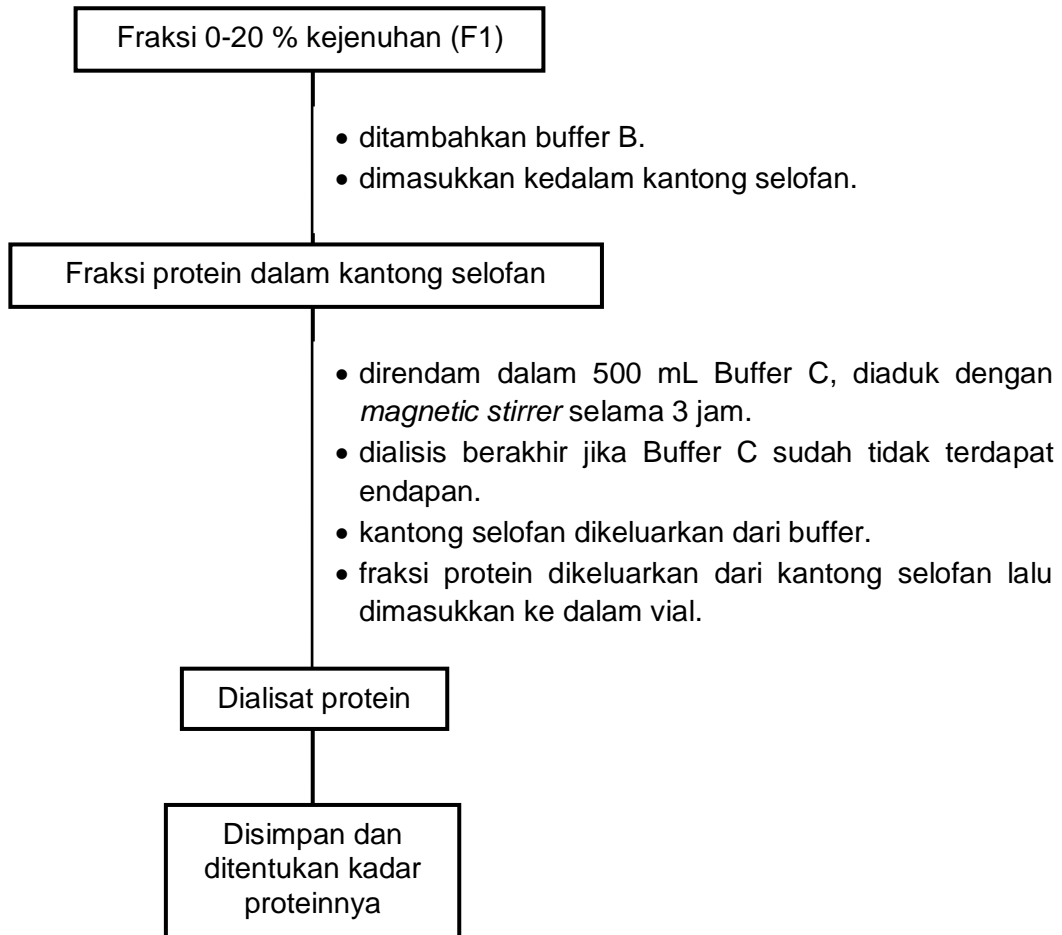 Fraksi 0-20 % kejenuhan (F1)
• ditambahkan buffer B.
• dimasukkan kedalam kantong selofan.
Fraksi protein dalam kantong selofan
• direndam dalam 500 mL Buffer C, diaduk dengan
magnetic stirrer selama 3 jam.
• dialisis berakhir jika Buffer C sudah tidak terdapat
endapan.
• kantong selofan dikeluarkan dari buffer.
• fraksi protein dikeluarkan dari kantong selofan lalu
dimasukkan ke dalam vial.
Dialisat protein
Disimpan dan
ditentukan kadar
proteinnya